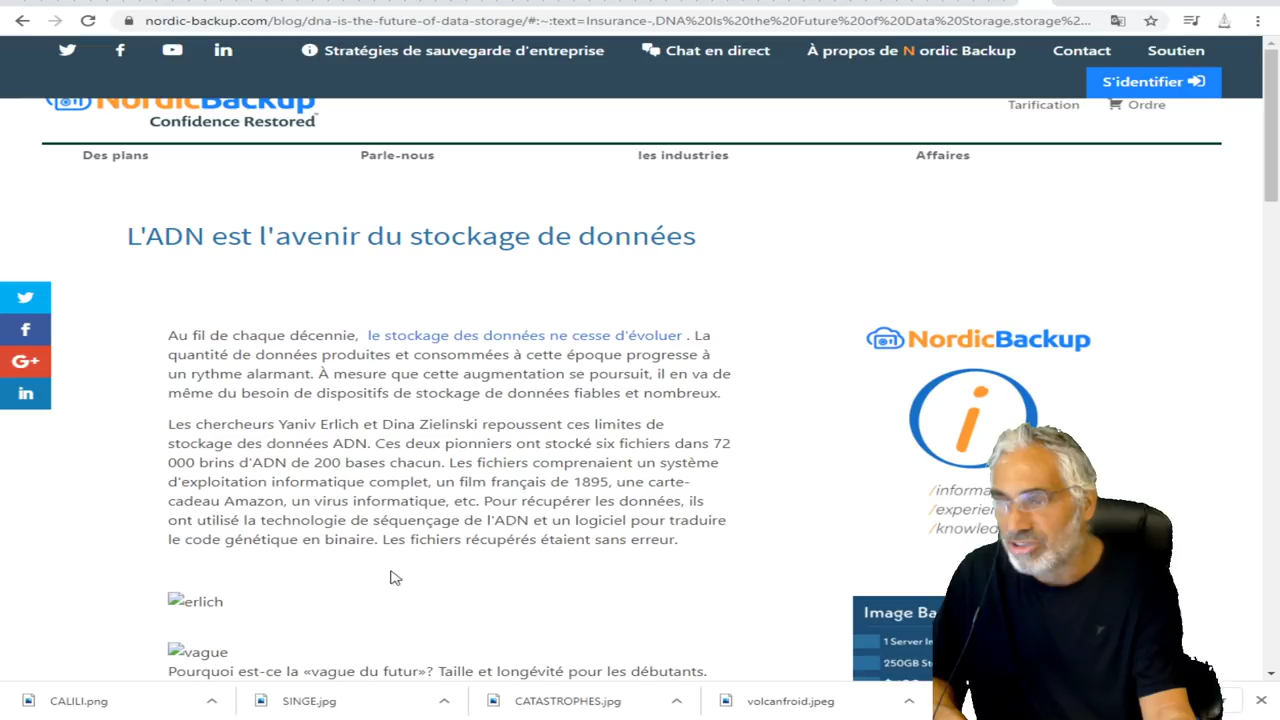 nordic-backup.com/blog/dna-is-the-future-of-data-storage/#:~:text=Insurance-,DNA%20Is%20the%20Future%20of%20Data%20Storage,storage%2...
Stratégies de sauvegarde d'entreprise
Chat en direct
À propos de N ordic Backup
Contact
Soutien
S'identifier
NordicBackup
Confidence Restored
Tarification
Ordre
Des plans
Parle-nous
les industries
Affaires
L'ADN est l'avenir du stockage de données
Au fil de chaque décennie, le stockage des données ne cesse d'évoluer . La
quantité de données produites et consommées à cette époque progresse à
un rythme alarmant. À mesure que cette augmentation se poursuit, il en va de
même du besoin de dispositifs de stockage de données fiables et nombreux.
Les chercheurs Yaniv Erlich et Dina Zielinski repoussent ces limites de
stockage des données ADN. Ces deux pionniers ont stocké six fichiers dans 72
000 brins d'ADN de 200 bases chacun. Les fichiers comprenaient un système
d'exploitation informatique complet, un film français de 1895, une carte-
cadeau Amazon, un virus informatique, etc. Pour récupérer les données, ils
ont utilisé la technologie de séquençage de l'ADN et un logiciel pour traduire
le code génétique en binaire. Les fichiers récupérés étaient sans erreur.
erlich
vague
Pourquoi est-ce la «vague du futur»? Taille et longévité pour les débutants.
NordicBackup
i
/informa
/experien
/knowled
Image Ba
1 Server In
250GB St
CALILI.png
SINGE.jpg
CATASTROPHES.jpg
volcanfroid.jpeg